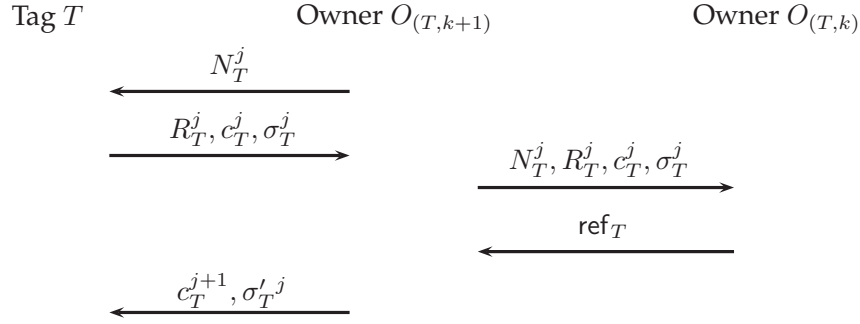 Tag T Owner O_{(T,k+1)} Owner O_{(T,k)}
N_T^j
R_T^j, c_T^j, σ_T^j
N_T^j, R_T^j, c_T^j, σ_T^j
ref_T
c_T^{j+1}, σ'_T^j